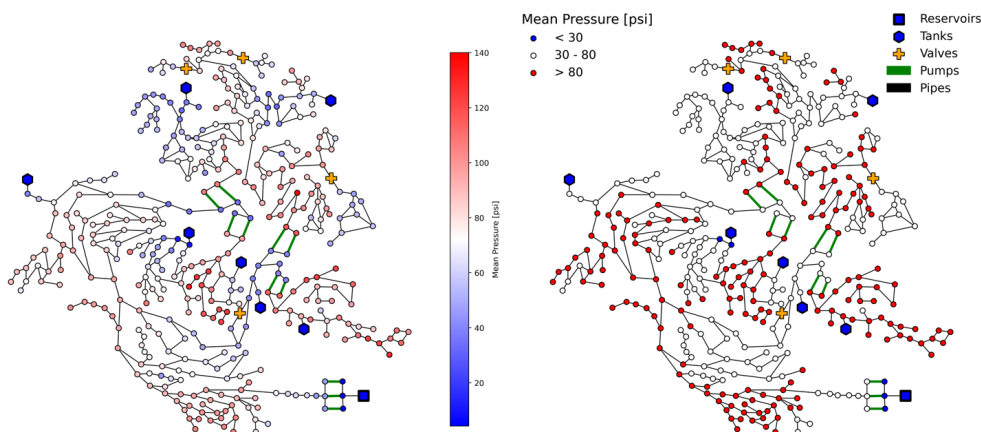 Mean Pressure [psi]
< 30
30 - 80
> 80
Reservoirs
Tanks
Valves
Pumps
Pipes
140
120
100
80
60
40
20
Mean Pressure [psi]